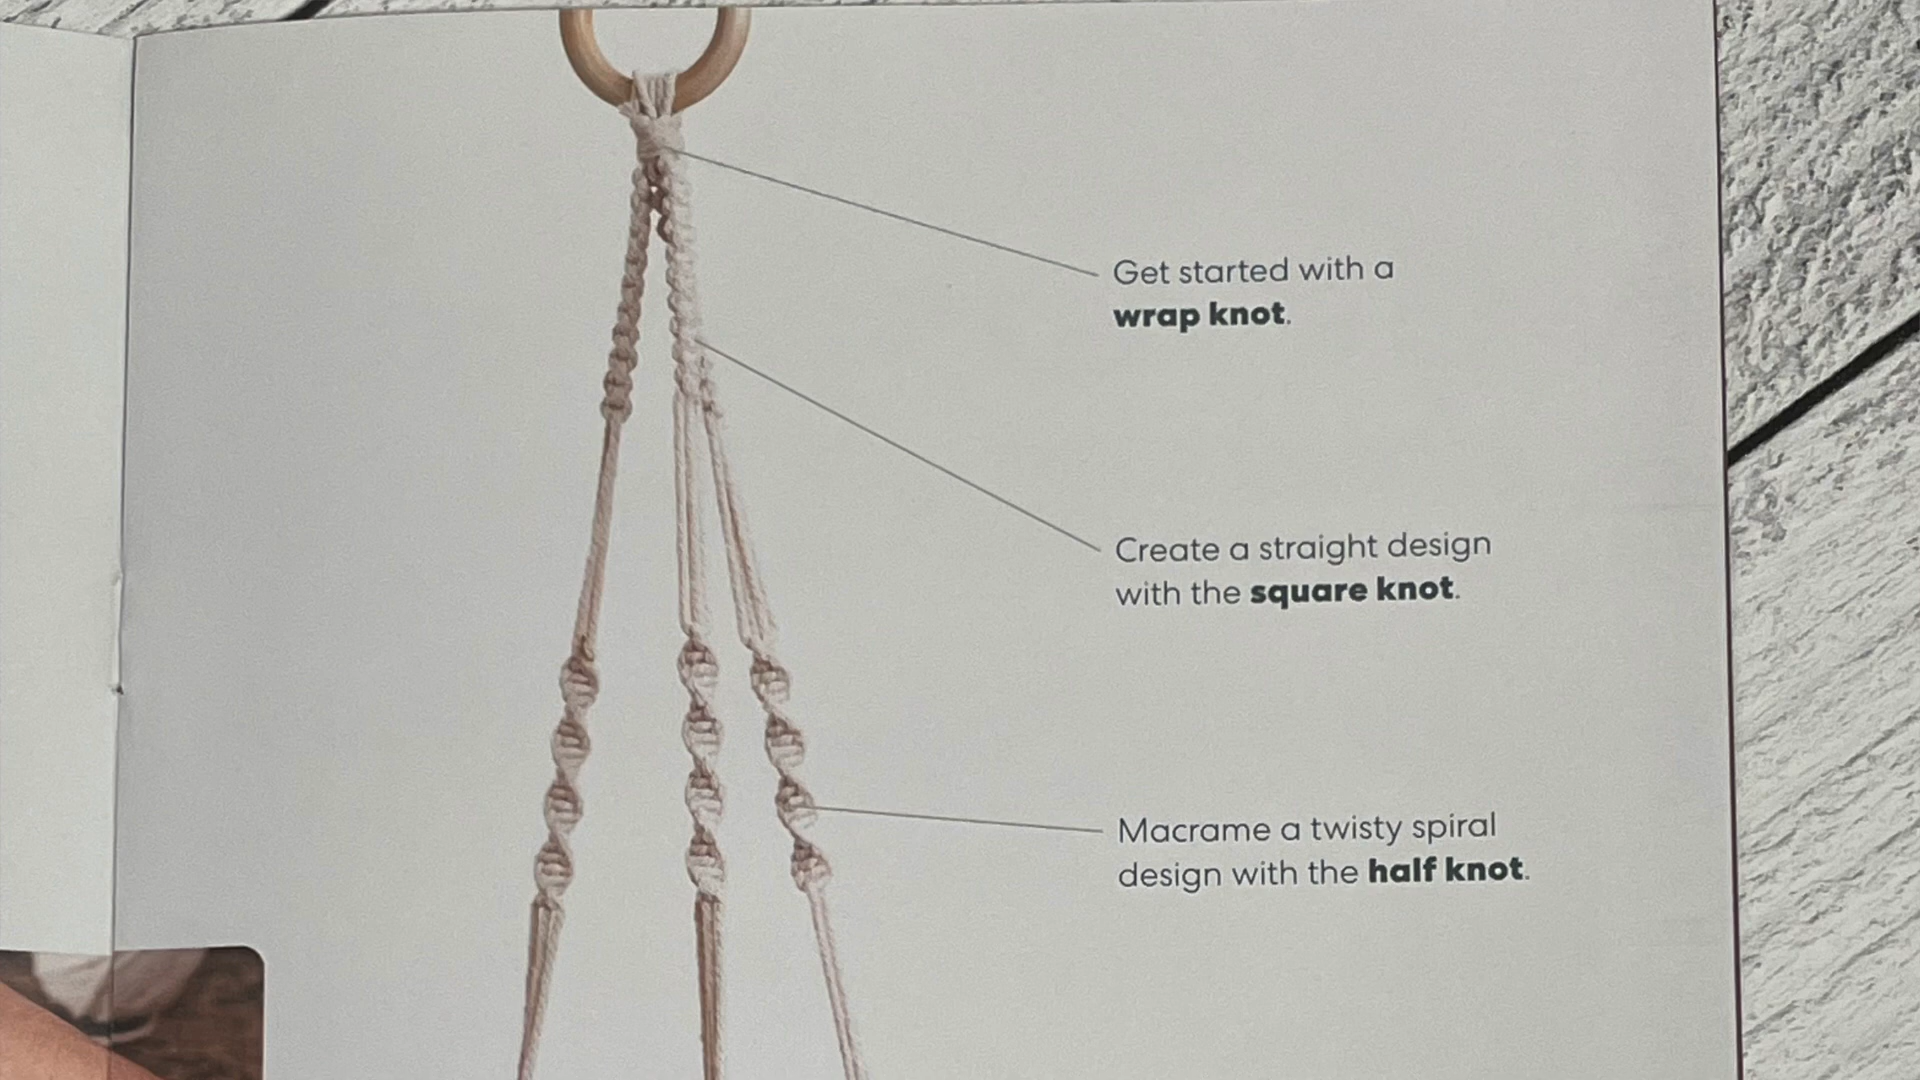 Get started with a
wrap knot.
Create a straight design
with the square knot.
Macrame a twisty spiral
design with the half knot.